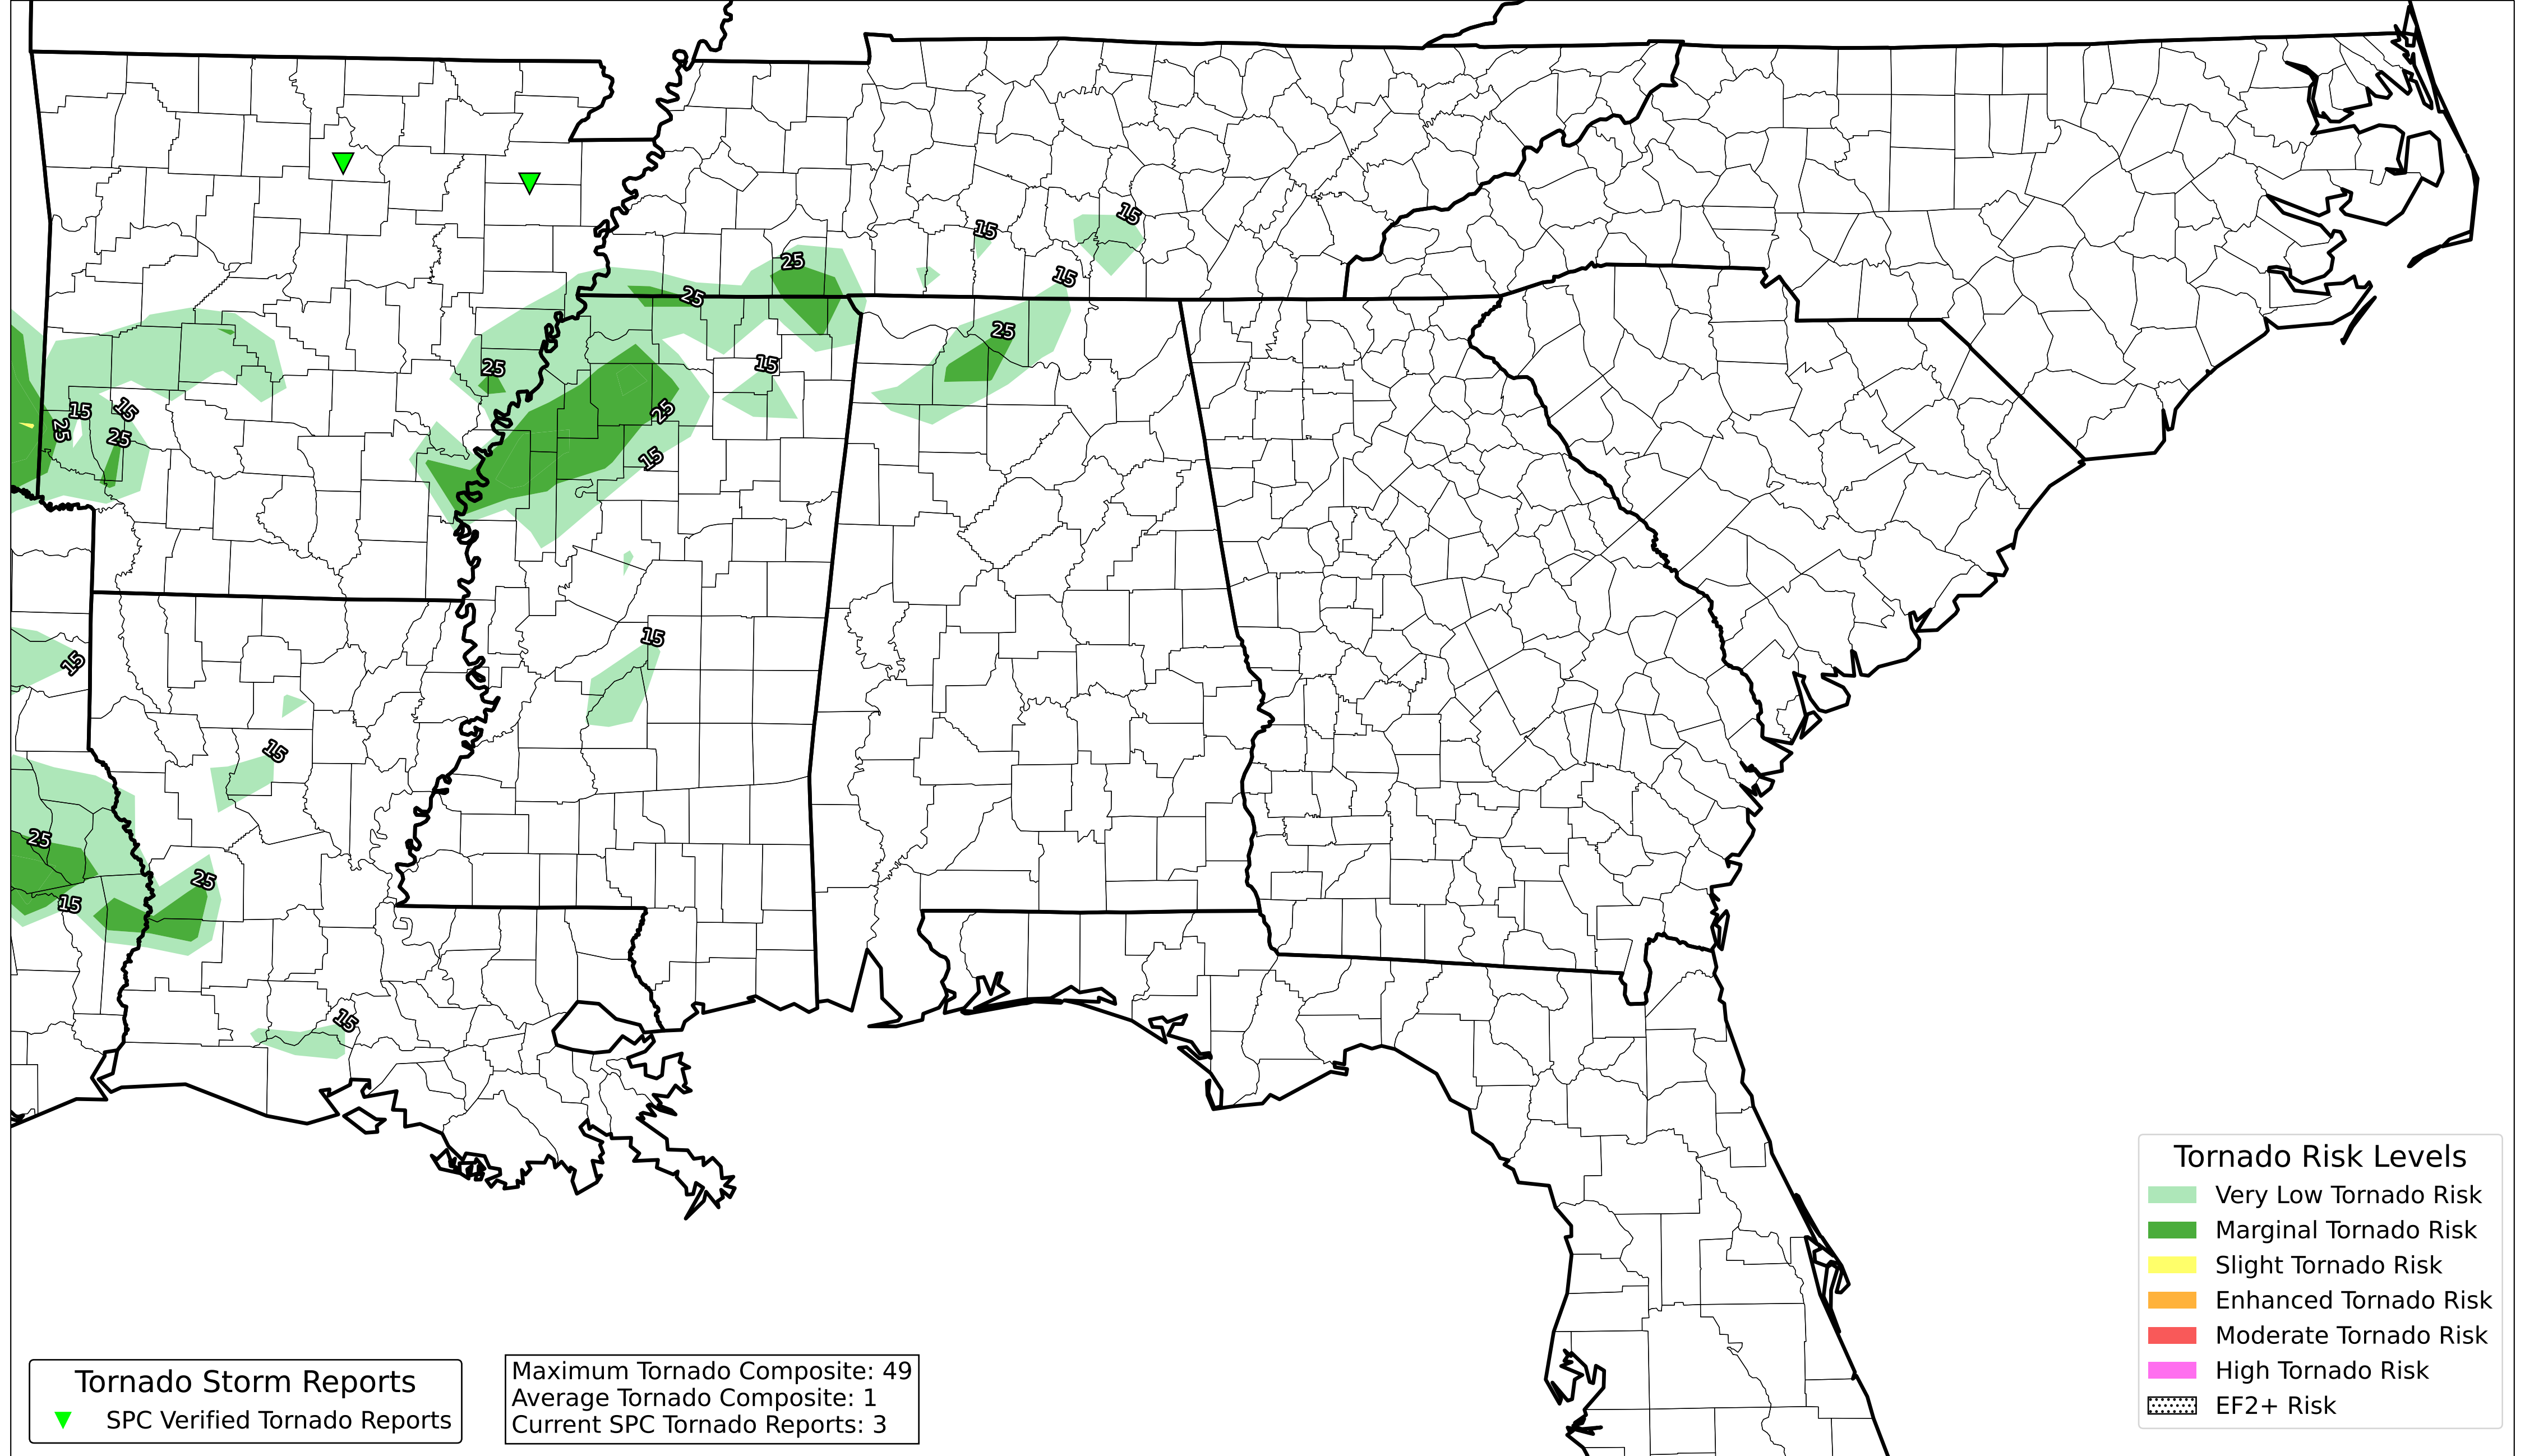 15
15
25
15
25
25
25
15
15
15
25
25
25
15
15
15
15
25
25
15
15
Tornado Risk Levels
Very Low Tornado Risk
Marginal Tornado Risk
Slight Tornado Risk
Enhanced Tornado Risk
Moderate Tornado Risk
High Tornado Risk
EF2+ Risk
Tornado Storm Reports
SPC Verified Tornado Reports
Maximum Tornado Composite: 49
Average Tornado Composite: 1
Current SPC Tornado Reports: 3